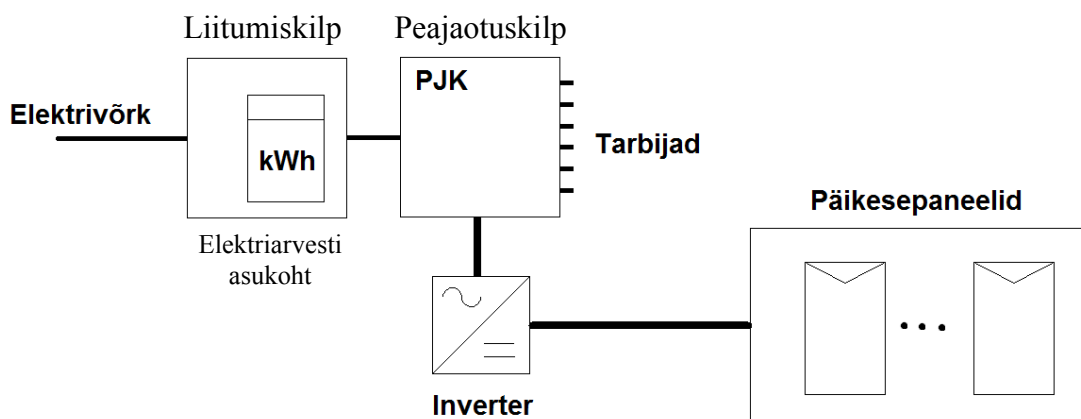 Liitumiskilp
Peajaotuskilp
PJK
Elektrivõrk
kWh
Tarbijad
Päikesepaneelid
Elektriarvesti
asukoht
Inverter